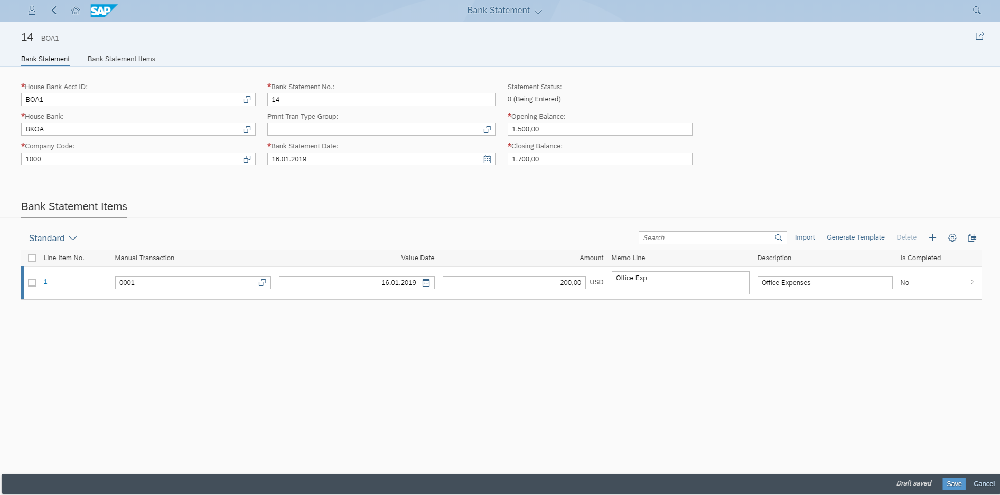 SAP
Bank Statement
14 BOA1
Bank Statement Bank Statement Items
*House Bank Acct ID: *Bank Statement No.: Statement Status:
BOA1 14 0 (Being Entered)
*House Bank: Pmnt Tran Type Group: *Opening Balance:
BKOA 1.500,00
*Company Code: *Bank Statement Date: *Closing Balance:
1000 16.01.2019 1.700,00
Bank Statement Items
Standard Search Import Generate Template Delete
Line Item No. Manual Transaction Value Date Amount Memo Line Description Is Completed
1 0001 16.01.2019 200,00 USD Office Exp Office Expenses No
Draft saved Save Cancel